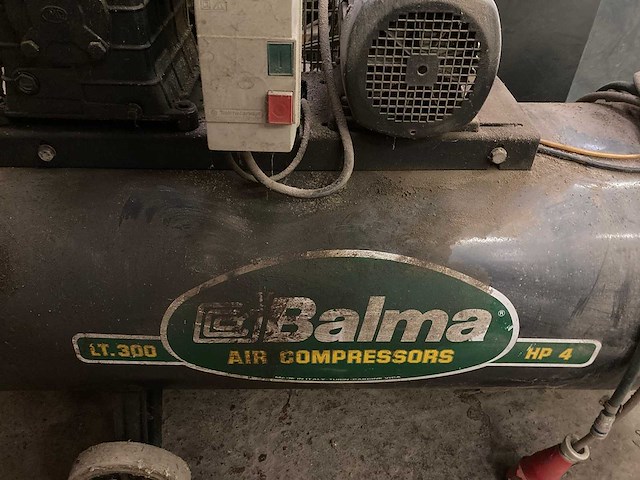 Balma®
AIR COMPRESSORS
LT. 300
HP 4